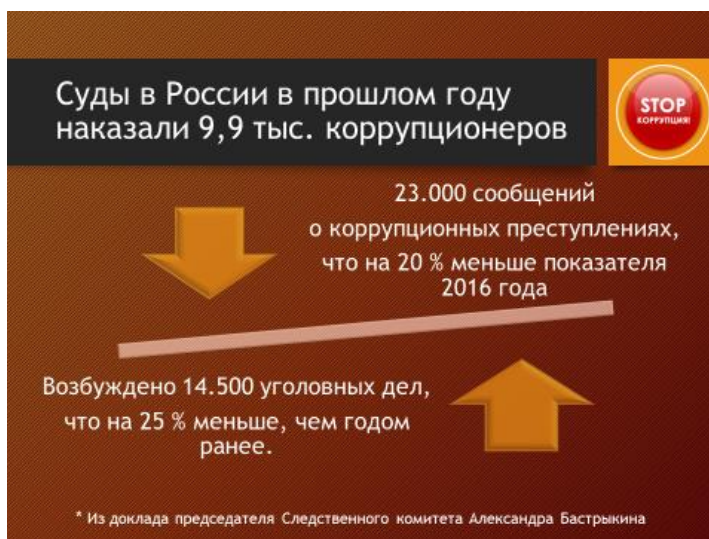 Суды в России в прошлом году
наказали 9,9 тыс. коррупционеров
STOP
КОРРУПЦИЯ!
23.000 сообщений
о коррупционных преступлениях,
что на 20 % меньше показателя
2016 года
Возбуждено 14.500 уголовных дел,
что на 25 % меньше, чем годом
ранее.
* Из доклада председателя Следственного комитета Александра Бастрыкина